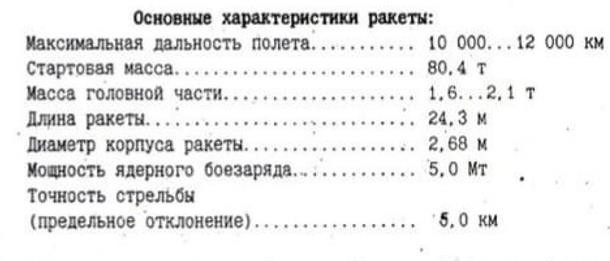 Основные характеристики ракеты:
Максимальная дальность полета............ 10 000...12 000 км
Стартовая масса.......................... 80,4 т
Масса головной части..................... 1,6...2,1 т
Длина ракеты............................. 24,3 м
Диаметр корпуса ракеты................... 2,68 м
Мощность ядерного боезаряда.............. 5,0 Мт
Точность стрельбы
(предельное отклонение)................. 5,0 км